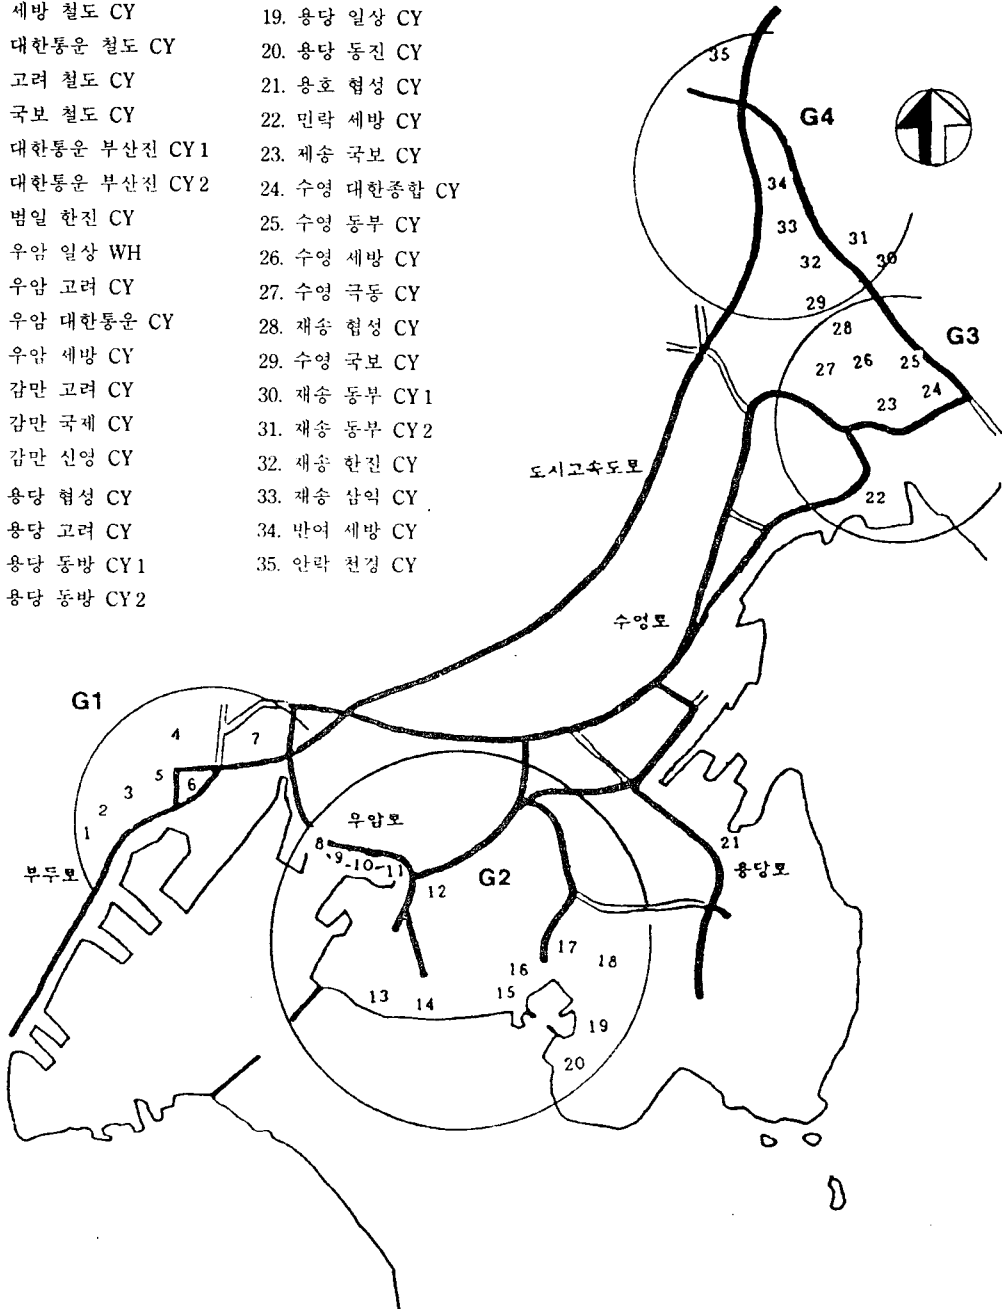 세방 철도 CY
대한통운 철도 CY
고려 철도 CY
국보 철도 CY
대한통운 부산진 CY 1
대한통운 부산진 CY 2
범일 한진 CY
우암 일상 WH
우암 고려 CY
우암 대한통운 CY
우암 세방 CY
감만 고려 CY
감만 국제 CY
감만 신영 CY
용당 협성 CY
용당 고려 CY
용당 동방 CY 1
용당 동방 CY 2
19. 용당 일상 CY
20. 용당 동진 CY
21. 용호 협성 CY
22. 민락 세방 CY
23. 제송 국보 CY
24. 수영 대한종합 CY
25. 수영 동부 CY
26. 수영 세방 CY
27. 수영 극동 CY
28. 재송 협성 CY
29. 수영 국보 CY
30. 재송 동부 CY 1
31. 재송 동부 CY 2
32. 재송 한진 CY
33. 재송 삼익 CY
34. 반여 세방 CY
35. 안락 천경 CY
35
G4
34
33
31
32
30
29
28
G3
27
26
25
24
23
22
도시고속도로
수영로
G1
4
7
5
6
3
2
1
부두로
우암로
8
9
10
11
12
G2
21
용당로
17
18
16
15
13
14
19
20